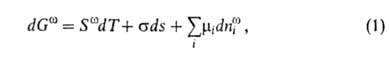 dG^ω = S^ω dT + σds + ∑_i μ_i dn_i^ω , (1)